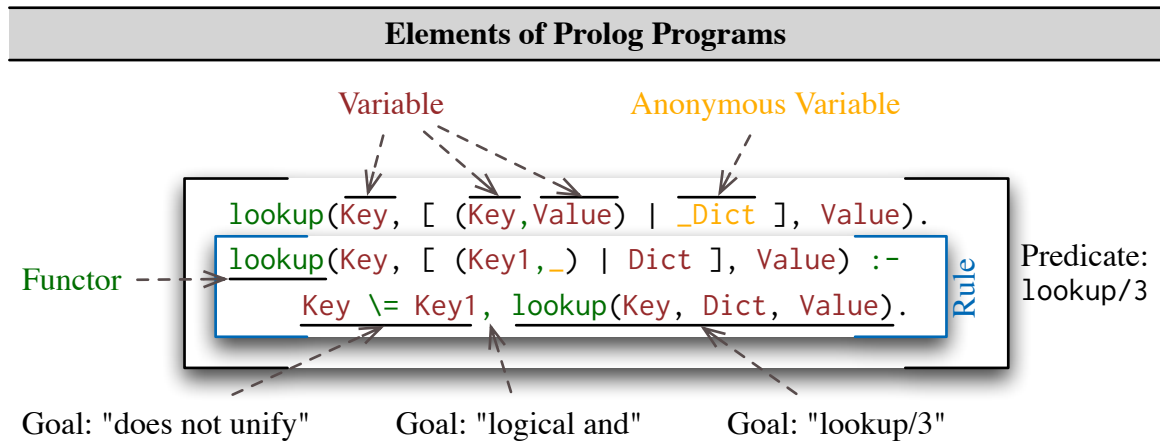 Elements of Prolog Programs
Variable
Anonymous Variable
lookup(Key, [ (Key,Value) | _Dict ], Value).
lookup(Key, [ (Key1,_) | Dict ], Value) :-
Key \= Key1, lookup(Key, Dict, Value).
Functor
Rule
Predicate:
lookup/3
Goal: "does not unify"
Goal: "logical and"
Goal: "lookup/3"